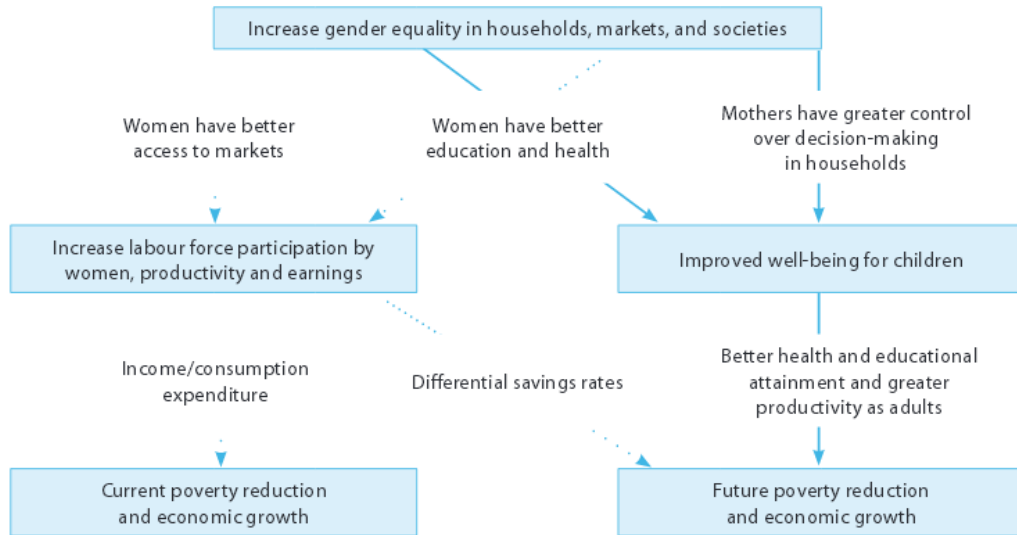 Increase gender equality in households, markets, and societies
Women have better
access to markets
Women have better
education and health
Mothers have greater control
over decision-making
in households
Increase labour force participation by
women, productivity and earnings
Improved well-being for children
Income/consumption
expenditure
Differential savings rates
Better health and educational
attainment and greater
productivity as adults
Current poverty reduction
and economic growth
Future poverty reduction
and economic growth